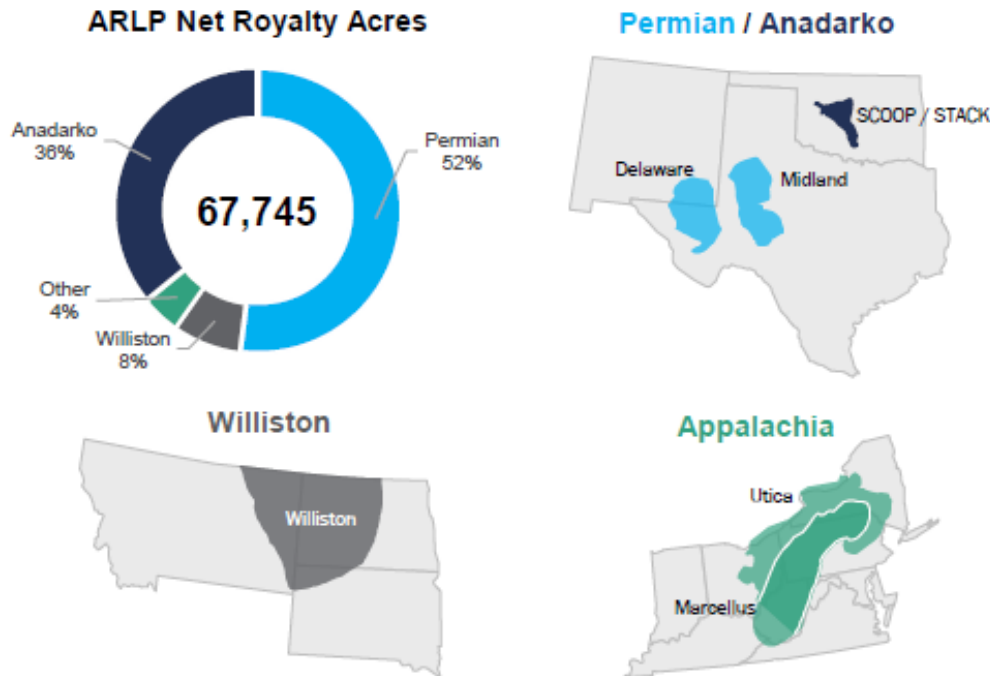 ARLP Net Royalty Acres
Anadarko
36%
Permian
52%
67,745
Other
4%
Williston
8%
Permian / Anadarko
SCOOP / STACK
Delaware
Midland
Williston
Williston
Appalachia
Utica
Marcellus